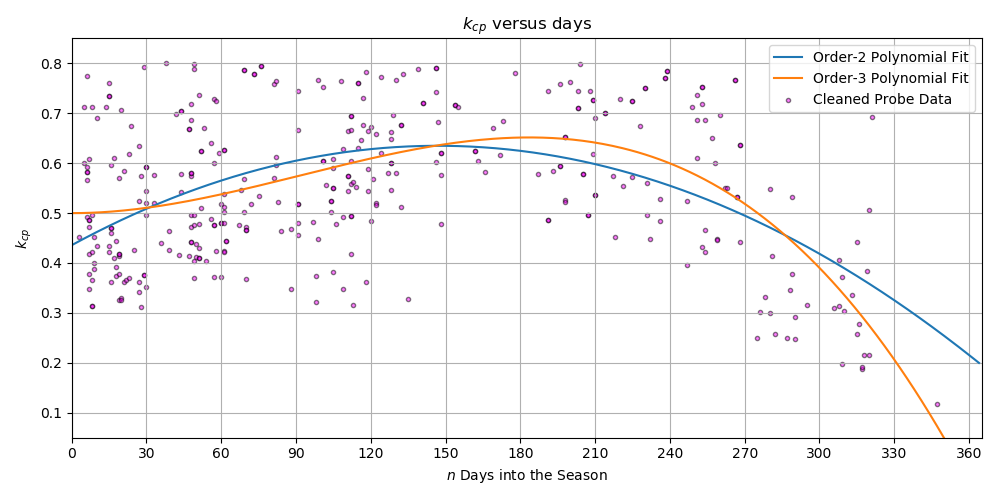 k_cp versus days
Order-2 Polynomial Fit
Order-3 Polynomial Fit
Cleaned Probe Data
k_cp
0.8
0.7
0.6
0.5
0.4
0.3
0.2
0.1
0 30 60 90 120 150 180 210 240 270 300 330 360
n Days into the Season